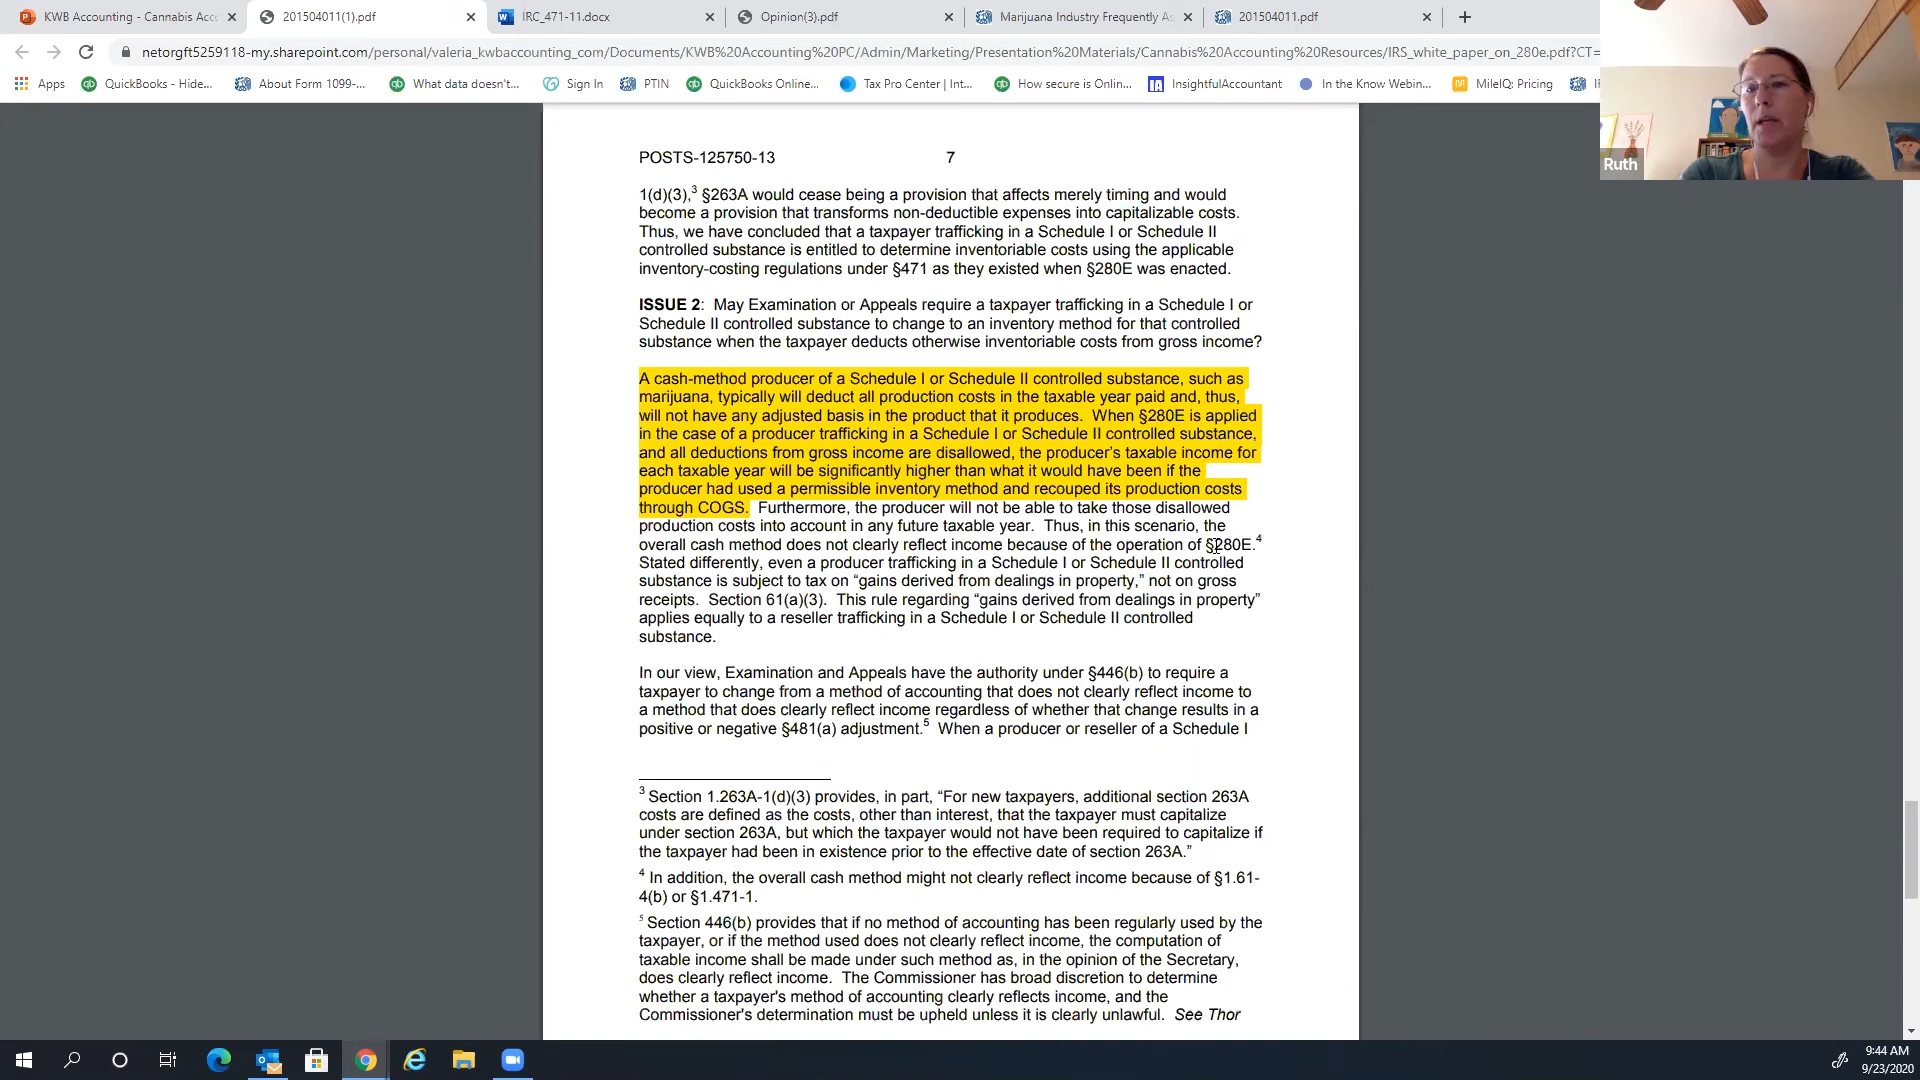 KWB Accounting - Cannabis Acc
201504011(1).pdf
IRC_471-11.docx
Opinion(3).pdf
Marijuana Industry Frequently As
201504011.pdf
netorgft5259118-my.sharepoint.com/personal/valeria_kwbaccounting_com/Documents/KWB%20Accounting%20PC/Admin/Marketing/Presentation%20Materials/Cannabis%20Accounting%20Resources/IRS_white_paper_on_280e.pdf?CT=
Apps
QuickBooks - Hide...
About Form 1099-...
What data doesn't...
Sign In
PTIN
QuickBooks Online...
Tax Pro Center | Int...
How secure is Onlin...
InsightfulAccountant
In the Know Webin...
MileIQ: Pricing
Ruth
POSTS-125750-13 7
1(d)(3),3 §263A would cease being a provision that affects merely timing and would
become a provision that transforms non-deductible expenses into capitalizable costs.
Thus, we have concluded that a taxpayer trafficking in a Schedule I or Schedule II
controlled substance is entitled to determine inventoriable costs using the applicable
inventory-costing regulations under §471 as they existed when §280E was enacted.
ISSUE 2: May Examination or Appeals require a taxpayer trafficking in a Schedule I or
Schedule II controlled substance to change to an inventory method for that controlled
substance when the taxpayer deducts otherwise inventoriable costs from gross income?
A cash-method producer of a Schedule I or Schedule II controlled substance, such as
marijuana, typically will deduct all production costs in the taxable year paid and, thus,
will not have any adjusted basis in the product that it produces. When §280E is applied
in the case of a producer trafficking in a Schedule I or Schedule II controlled substance,
and all deductions from gross income are disallowed, the producer's taxable income for
each taxable year will be significantly higher than what it would have been if the
producer had used a permissible inventory method and recouped its production costs
through COGS. Furthermore, the producer will not be able to take those disallowed
production costs into account in any future taxable year. Thus, in this scenario, the
overall cash method does not clearly reflect income because of the operation of §280E.4
Stated differently, even a producer trafficking in a Schedule I or Schedule II controlled
substance is subject to tax on “gains derived from dealings in property,” not on gross
receipts. Section 61(a)(3). This rule regarding “gains derived from dealings in property”
applies equally to a reseller trafficking in a Schedule I or Schedule II controlled
substance.
In our view, Examination and Appeals have the authority under §446(b) to require a
taxpayer to change from a method of accounting that does not clearly reflect income to
a method that does clearly reflect income regardless of whether that change results in a
positive or negative §481(a) adjustment.5 When a producer or reseller of a Schedule I
3 Section 1.263A-1(d)(3) provides, in part, “For new taxpayers, additional section 263A
costs are defined as the costs, other than interest, that the taxpayer must capitalize
under section 263A, but which the taxpayer would not have been required to capitalize if
the taxpayer had been in existence prior to the effective date of section 263A.”
4 In addition, the overall cash method might not clearly reflect income because of §1.61-
4(b) or §1.471-1.
5 Section 446(b) provides that if no method of accounting has been regularly used by the
taxpayer, or if the method used does not clearly reflect income, the computation of
taxable income shall be made under such method as, in the opinion of the Secretary,
does clearly reflect income. The Commissioner has broad discretion to determine
whether a taxpayer's method of accounting clearly reflects income, and the
Commissioner's determination must be upheld unless it is clearly unlawful. See Thor
9:44 AM
9/23/2020